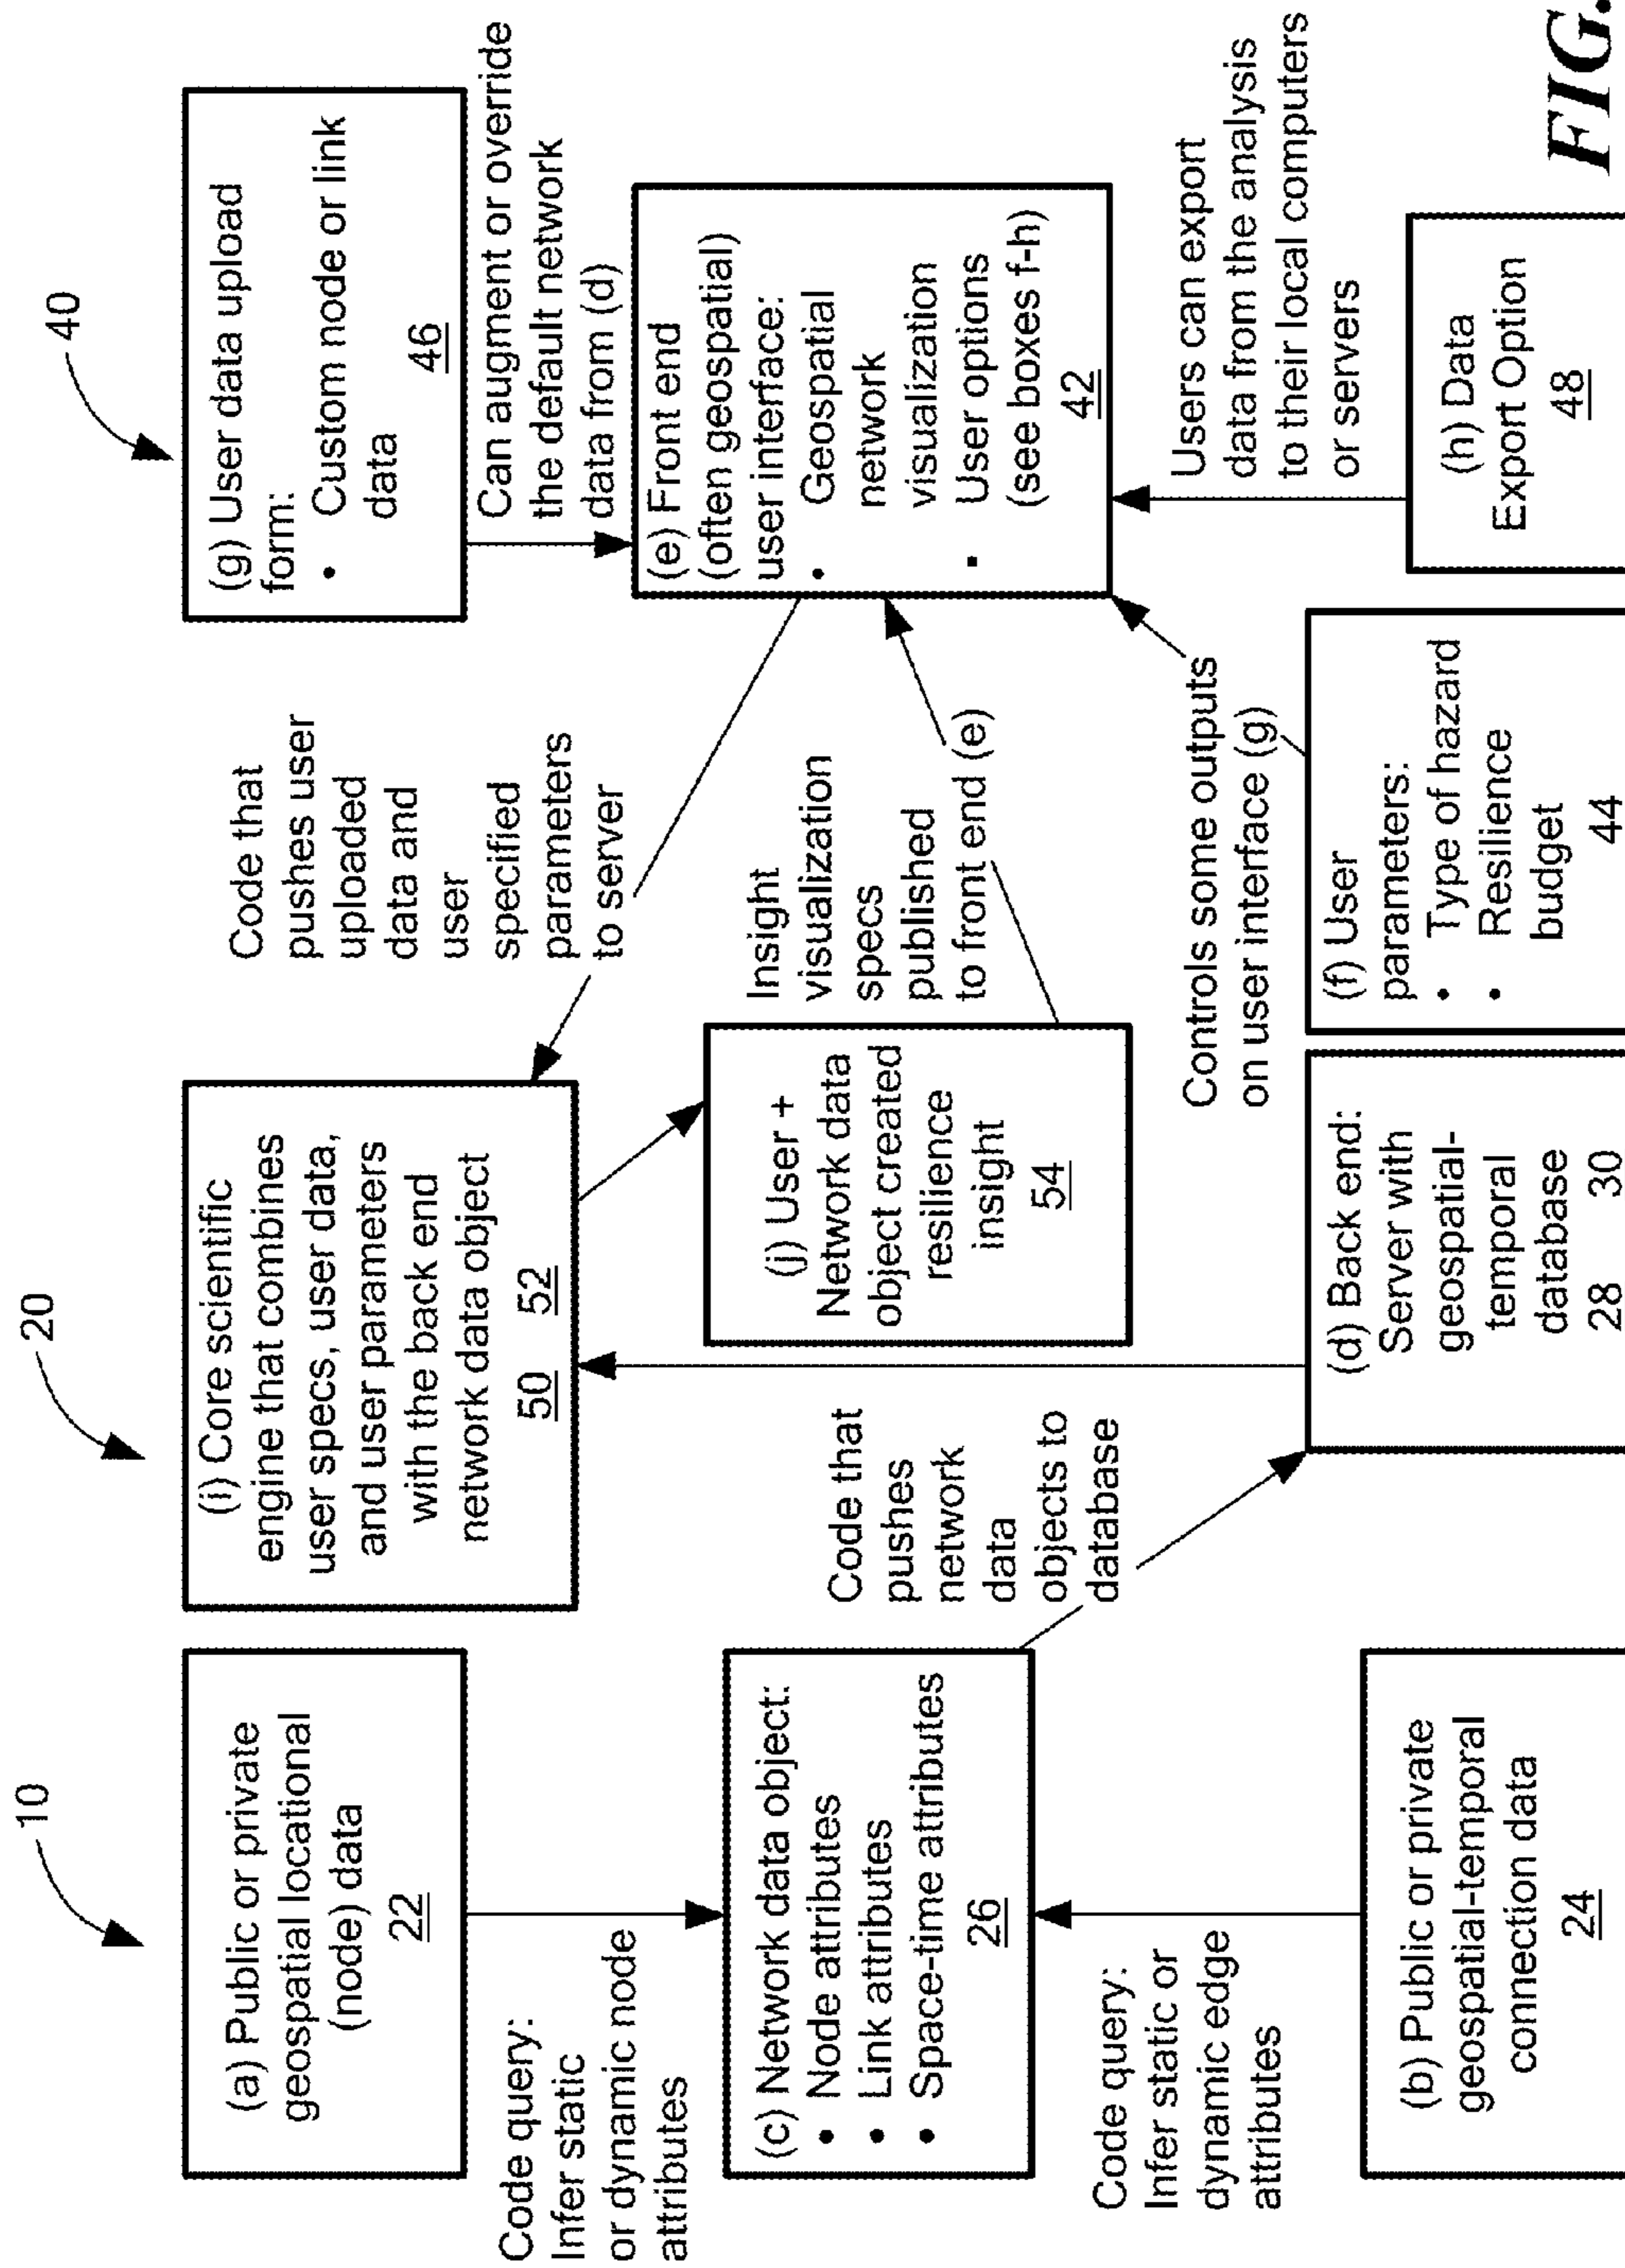 10
20
40
(a) Public or private
geospatial locational
(node) data
22
Code query:
Infer static
or dynamic node
attributes
(c) Network data object:
• Node attributes
• Link attributes
• Space-time attributes
26
Code query:
Infer static or
dynamic edge
attributes
(b) Public or private
geospatial-temporal
connection data
24
(i) Core scientific
engine that combines
user specs, user data,
and user parameters
with the back end
network data object
50 52
Code that
pushes
network
data
objects to
database
(j) User +
Network data
object created
resilience
insight
54
(d) Back end:
Server with
geospatial-
temporal
database
28 30
Code that
pushes user
uploaded
data and
user
specified
parameters
to server
Insight
visualization
specs
published
to front end (e)
Controls some outputs
on user interface (g)
(f) User
parameters:
• Type of hazard
• Resilience
budget
44
(g) User data upload
form:
• Custom node or link
data
46
Can augment or override
the default network
data from (d)
(e) Front end
(often geospatial)
user interface:
• Geospatial
network
visualization
• User options
(see boxes f-h)
42
Users can export
data from the analysis
to their local computers
or servers
(h) Data
Export Option
48
FIG.